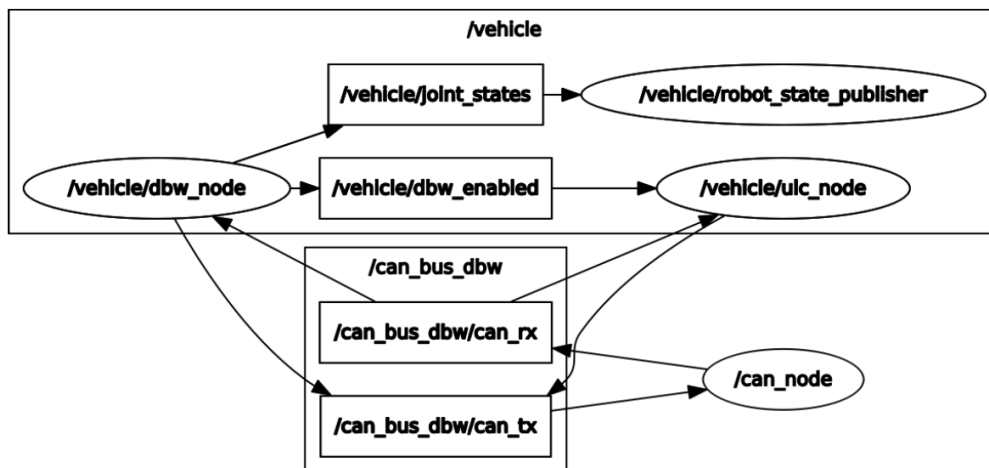 /vehicle
/vehicle/joint_states
/vehicle/robot_state_publisher
/vehicle/dbw_node
/vehicle/dbw_enabled
/vehicle/ulc_node
/can_bus_dbw
/can_bus_dbw/can_rx
/can_node
/can_bus_dbw/can_tx